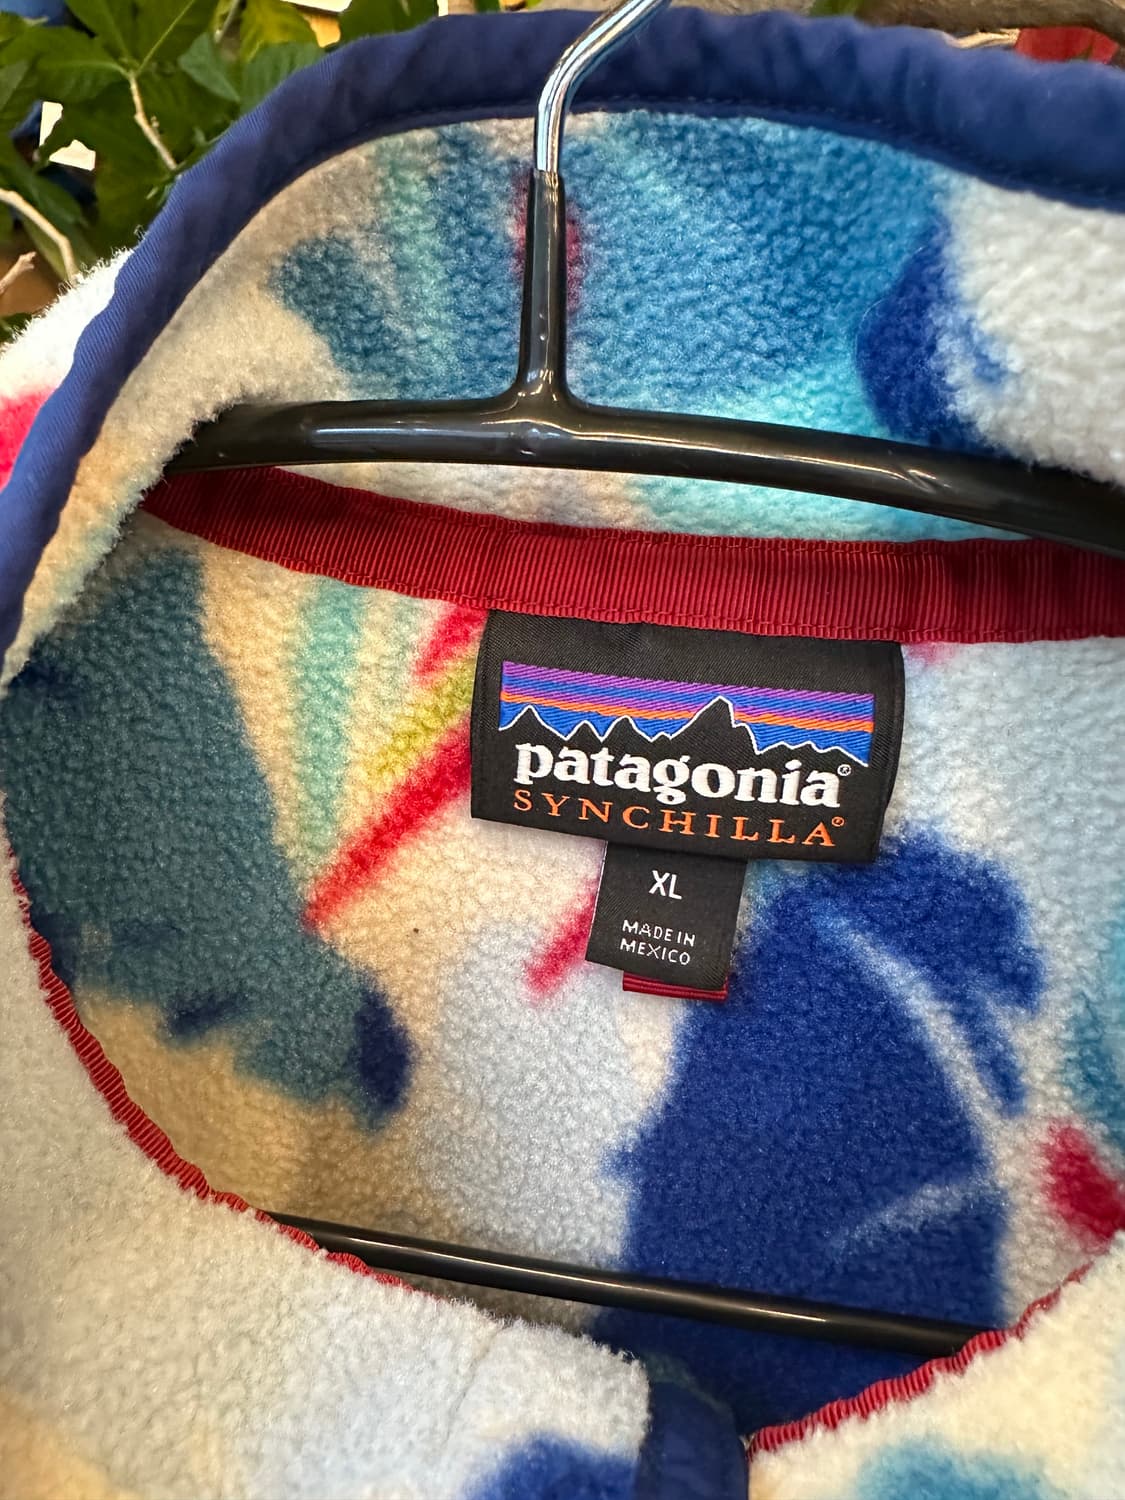 patagonia®
SYNCHILLA®
XL
MADE IN
MEXICO